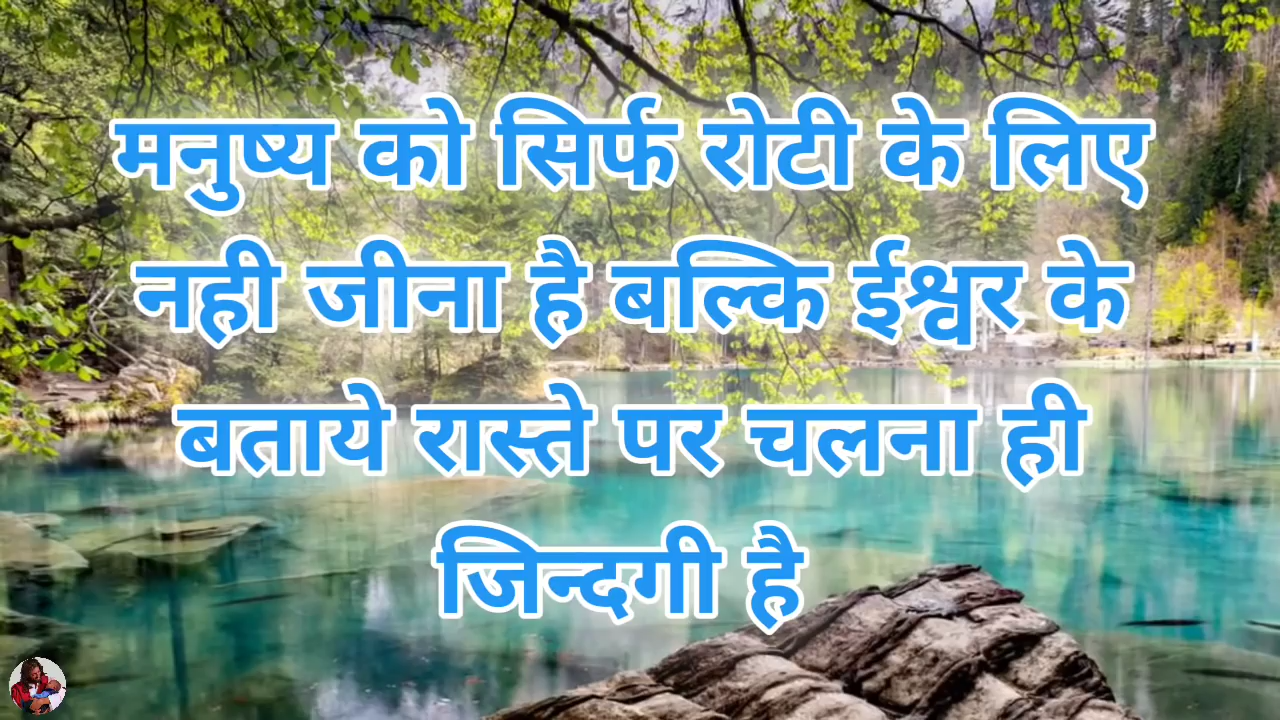 मनुष्य को सिर्फ रोटी के लिए
नही जीना है बल्कि ईश्वर के
बताये रास्ते पर चलना ही
जिन्दगी है